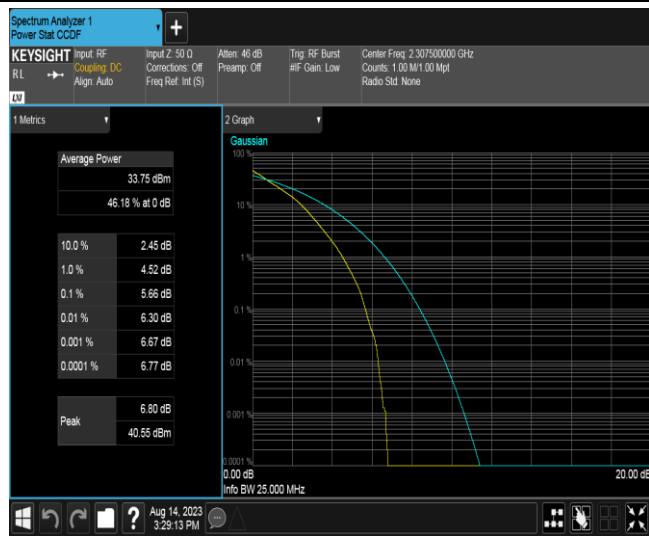 Spectrum Analyzer 1
Power Stat CCDF
+
KEYSIGHT
RL
LXI
Input: RF
Coupling: DC
Align: Auto
Input Z: 50 Ω
Corrections: Off
Freq Ref: Int (S)
Atten: 46 dB
Preamp: Off
Trig: RF Burst
#IF Gain: Low
Center Freq: 2.307500000 GHz
Counts: 1.00 M/1.00 Mpt
Radio Std: None
1 Metrics
Average Power
33.75 dBm
46.18 % at 0 dB
10.0 % 2.45 dB
1.0 % 4.52 dB
0.1 % 5.66 dB
0.01 % 6.30 dB
0.001 % 6.67 dB
0.0001 % 6.77 dB
Peak
6.80 dB
40.55 dBm
2 Graph
Gaussian
100 %
10 %
1 %
0.1 %
0.01 %
0.001 %
0.0001 %
0.00 dB 20.00 dB
Info BW 25.000 MHz
?
Aug 14, 2023
3:29:13 PM